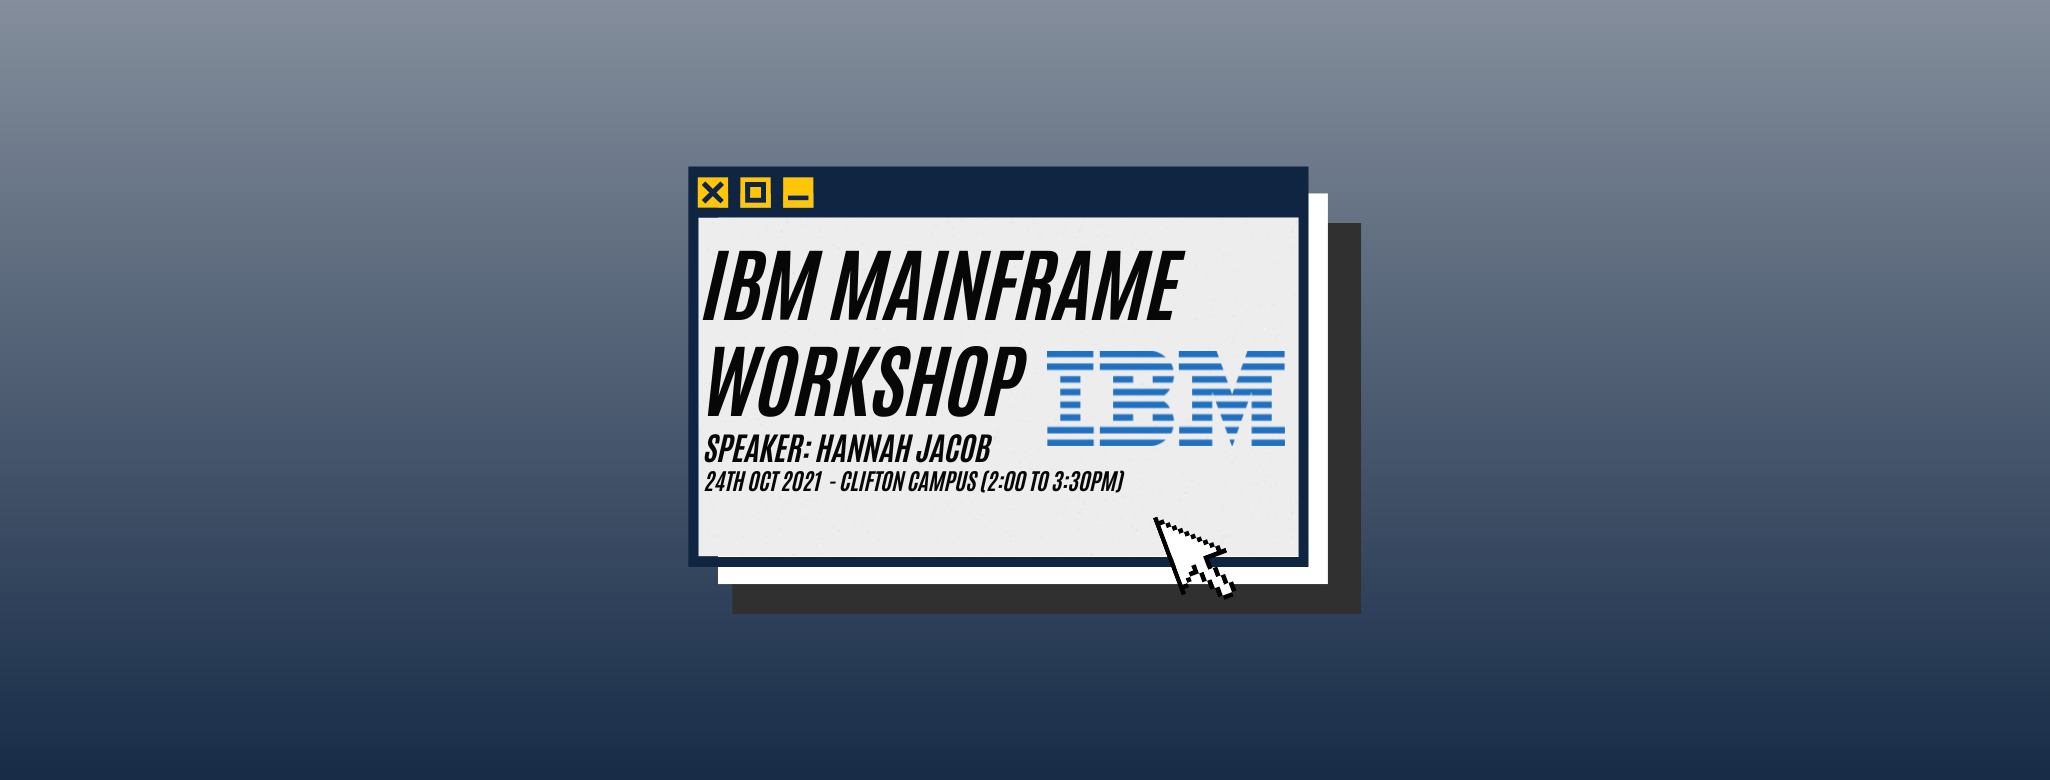 IBM MAINFRAME
WORKSHOP
IBM
SPEAKER: HANNAH JACOB
24TH OCT 2021 - CLIFTON CAMPUS (2:00 TO 3:30PM)